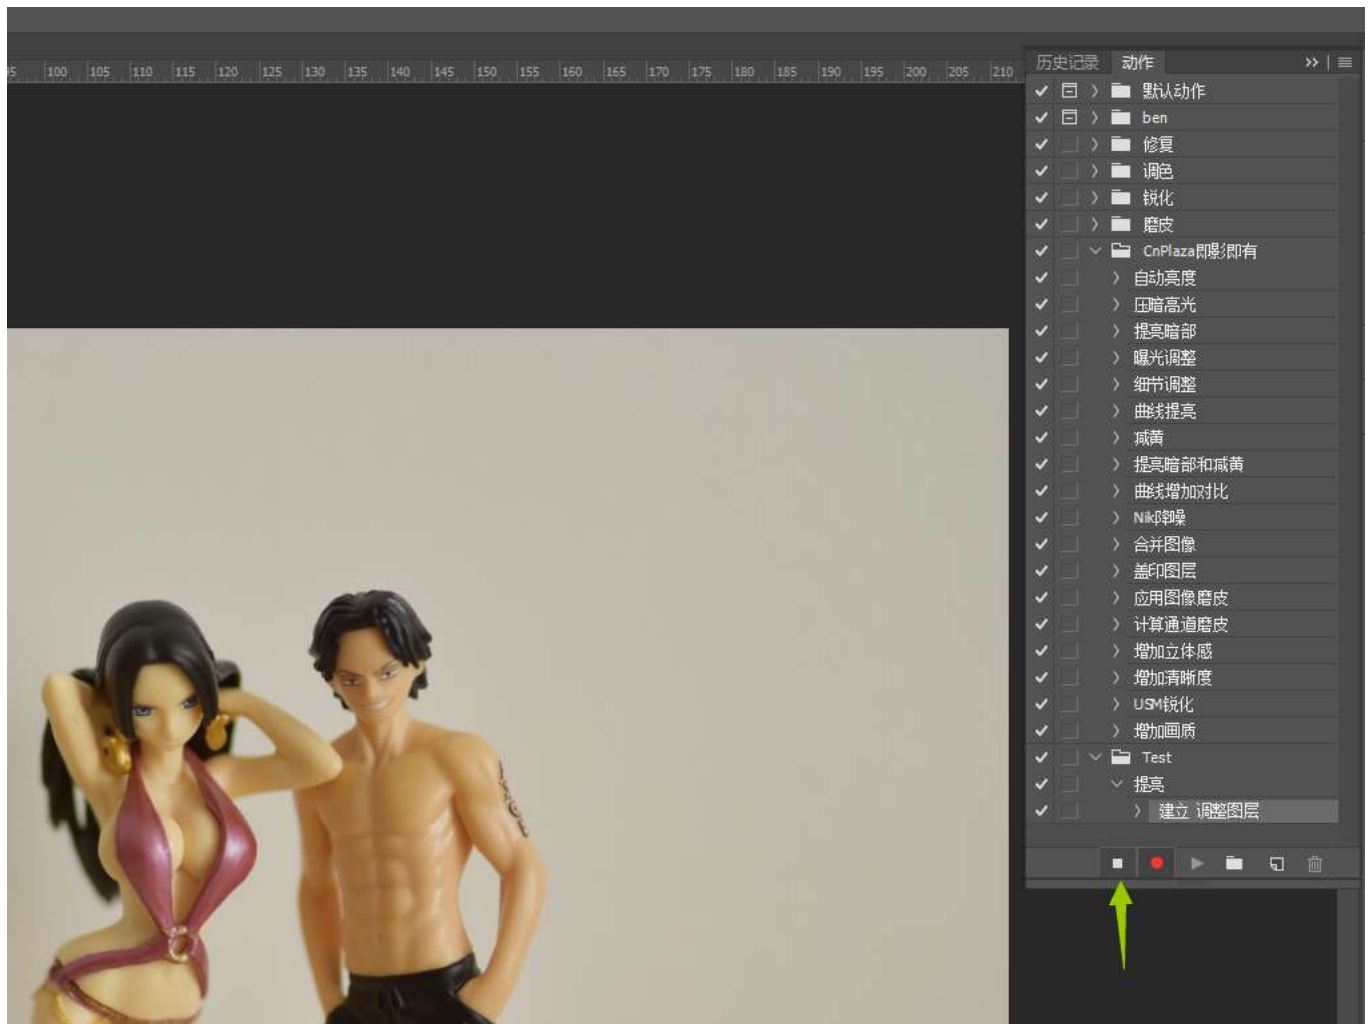 100 105 110 115 120 125 130 135 140 145 150 155 160 165 170 175 180 185 190 195 200 205 210
历史记录 动作
默认动作
ben
修复
调色
锐化
磨皮
CnPlaza即影即有
自动亮度
压暗高光
提亮暗部
曝光调整
细节调整
曲线提亮
减黄
提亮暗部和减黄
曲线增加对比
Nik降噪
合并图像
盖印图层
应用图像磨皮
计算通道磨皮
增加立体感
增加清晰度
USM锐化
增加画质
Test
提亮
建立 调整图层